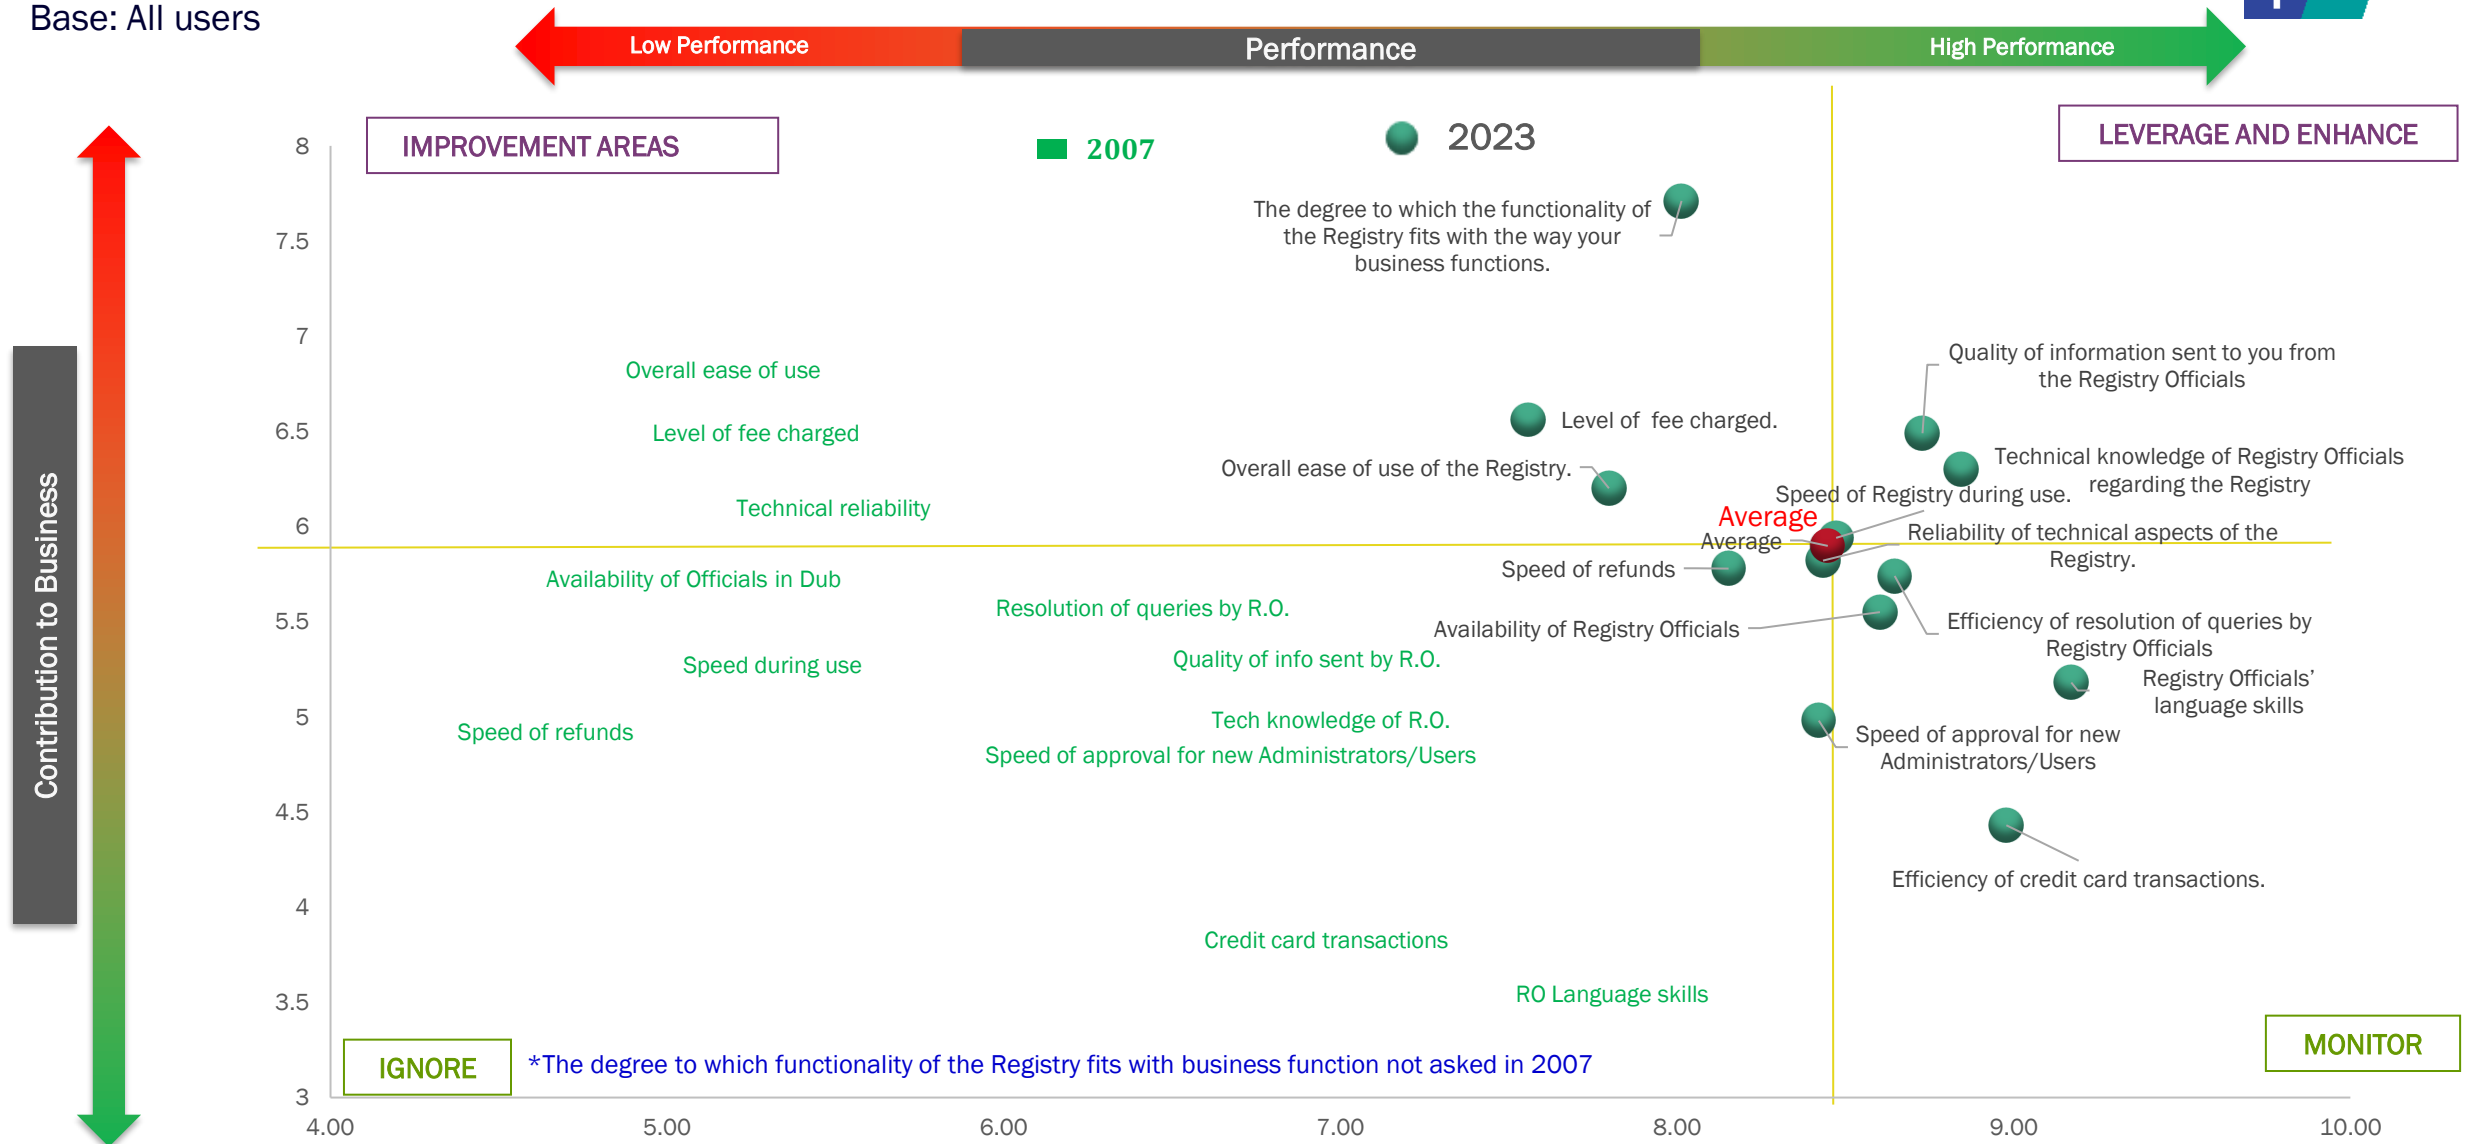 Base: All users
Low Performance
Performance
High Performance
IMPROVEMENT AREAS
2007
2023
LEVERAGE AND ENHANCE
Contribution to Business
8
7.5
7
6.5
6
5.5
5
4.5
4
3.5
3
The degree to which the functionality of
the Registry fits with the way your
business functions.
Overall ease of use
Level of fee charged
Technical reliability
Quality of information sent to you from
the Registry Officials
Level of  fee charged.
Overall ease of use of the Registry.
Technical knowledge of Registry Officials
regarding the Registry
Speed of Registry during use.
Average
Average
Reliability of technical aspects of the
Registry.
Speed of refunds
Availability of Officials in Dub
Resolution of queries by R.O.
Availability of Registry Officials
Efficiency of resolution of queries by
Registry Officials
Speed during use
Quality of info sent by R.O.
Registry Officials’
language skills
Speed of refunds
Tech knowledge of R.O.
Speed of approval for new Administrators/Users
Speed of approval for new
Administrators/Users
Efficiency of credit card transactions.
Credit card transactions
RO Language skills
IGNORE
*The degree to which functionality of the Registry fits with business function not asked in 2007
MONITOR
4.00
5.00
6.00
7.00
8.00
9.00
10.00